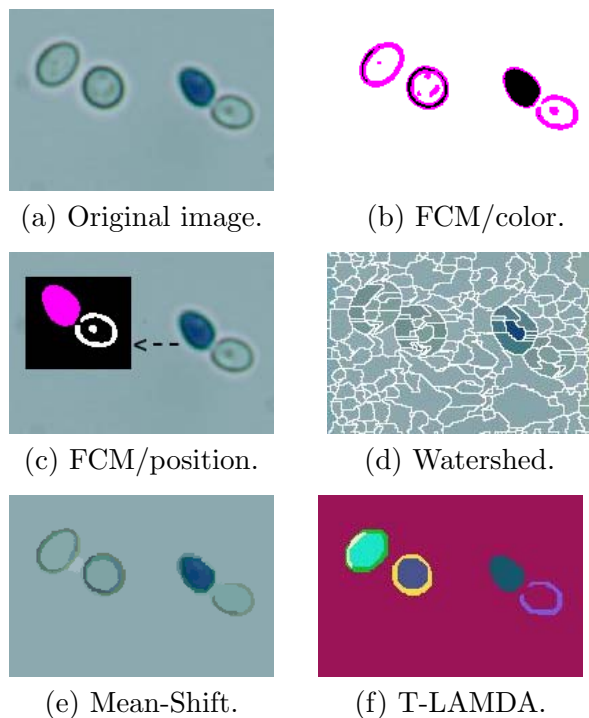 (a) Original image.
(b) FCM/color.
(c) FCM/position.
(d) Watershed.
(e) Mean-Shift.
(f) T-LAMDA.